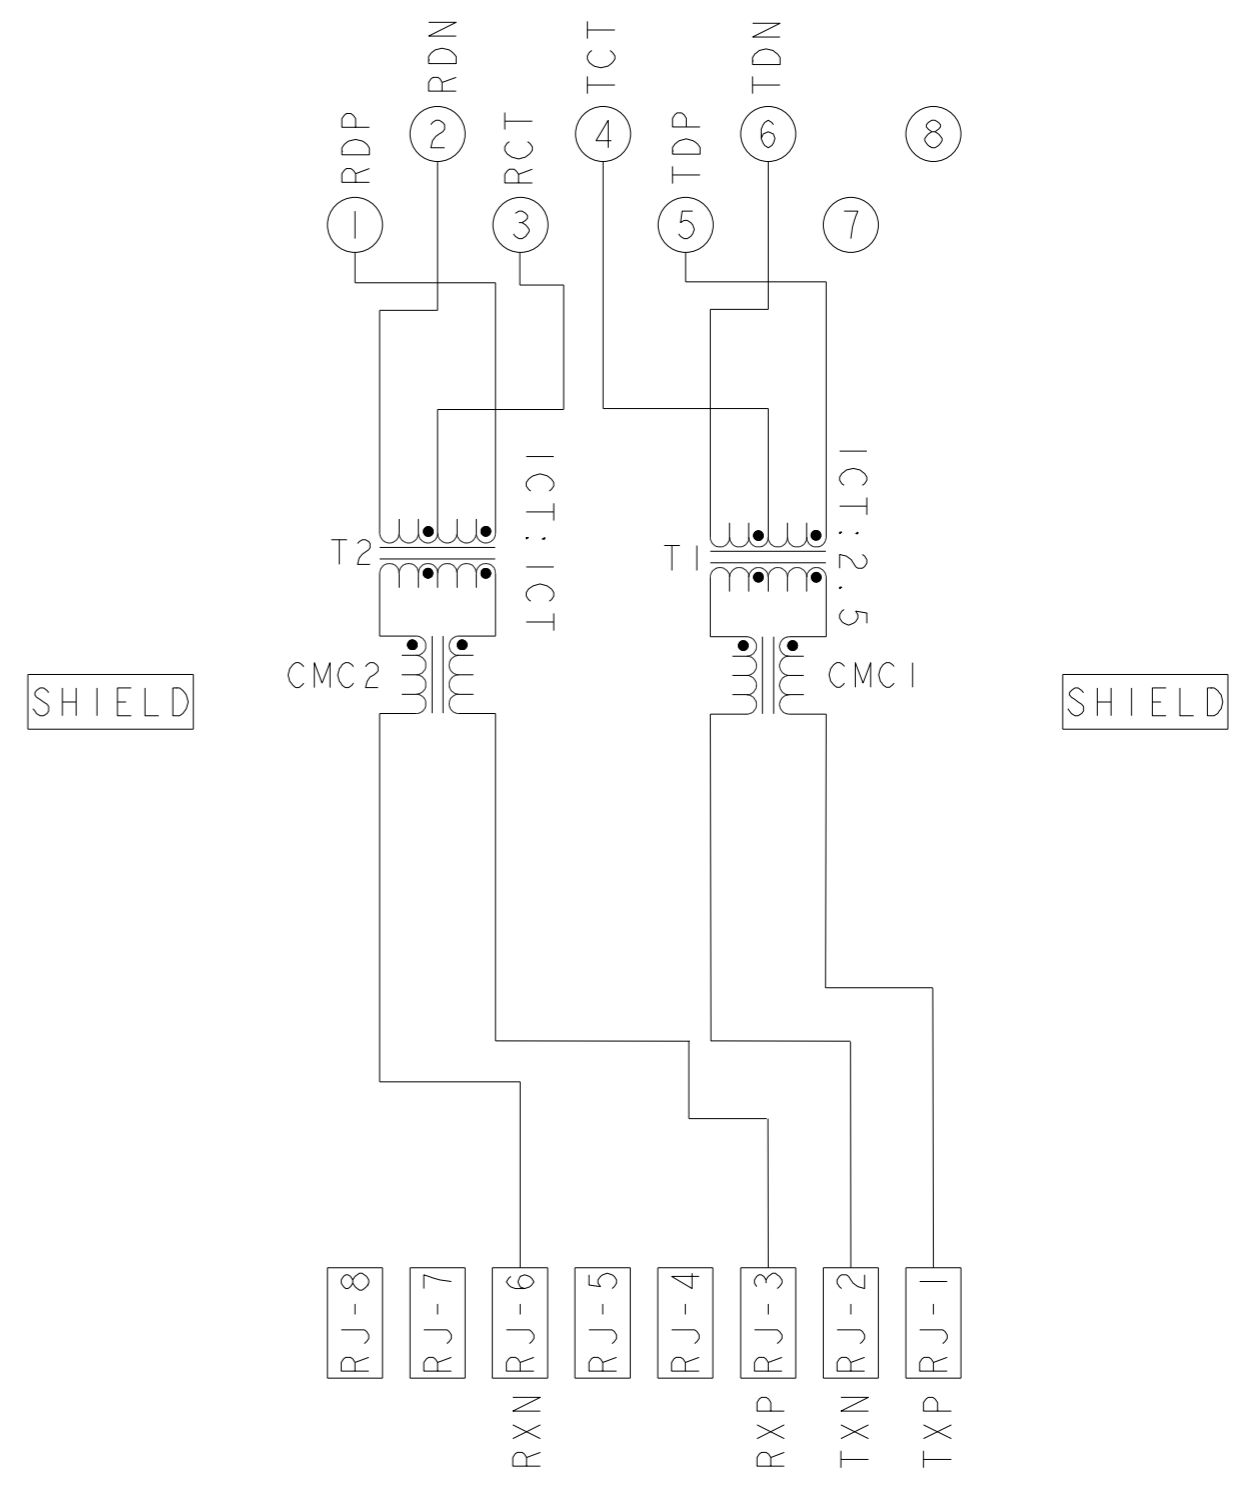 RDN
TCT
TDN
RDP
2
RCT
4
TDP
6
8
1
3
5
7
1CT:1CT
1CT:2.5
T2
T1
CMC2
CMC1
SHIELD
SHIELD
RJ-8
RJ-7
RJ-6
RJ-5
RJ-4
RJ-3
RJ-2
RJ-1
RXN
RXP
TXN
TXP